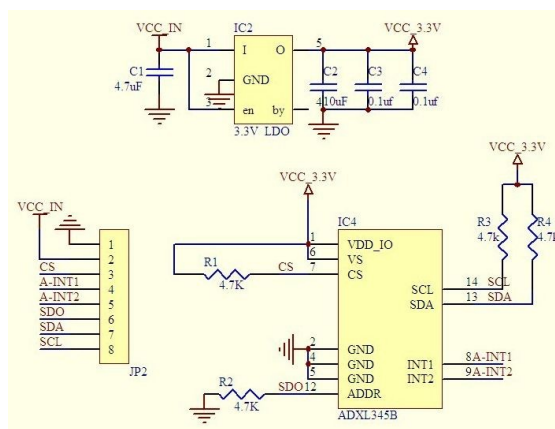 VCC_IN
IC2
VCC_3.3V
1
I
O
5
C1
4.7uF
2
GND
C2
C3
C4
3
en
by
4
10uF
0.1uf
0.1uf
3.3V LDO
VCC_3.3V
VCC_3.3V
VCC_IN
IC4
R3
4.7k
R4
4.7k
1
VDD_IO
6
VS
R1
4.7K
CS
7
CS
1
2
CS
3
A-INT1
4
A-INT2
5
SDO
6
SDA
7
SCL
8
JP2
SCL
14
SCL
SDA
13
SDA
2
GND
4
GND
5
GND
INT1
8
A-INT1
INT2
9
A-INT2
R2
4.7K
SDO
12
ADDR
ADXL345B